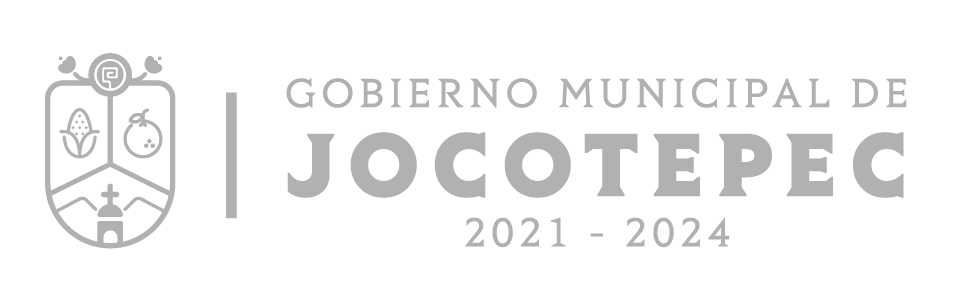 GOBIERNO MUNICIPAL DE
JOCOTEPEC
2021 - 2024